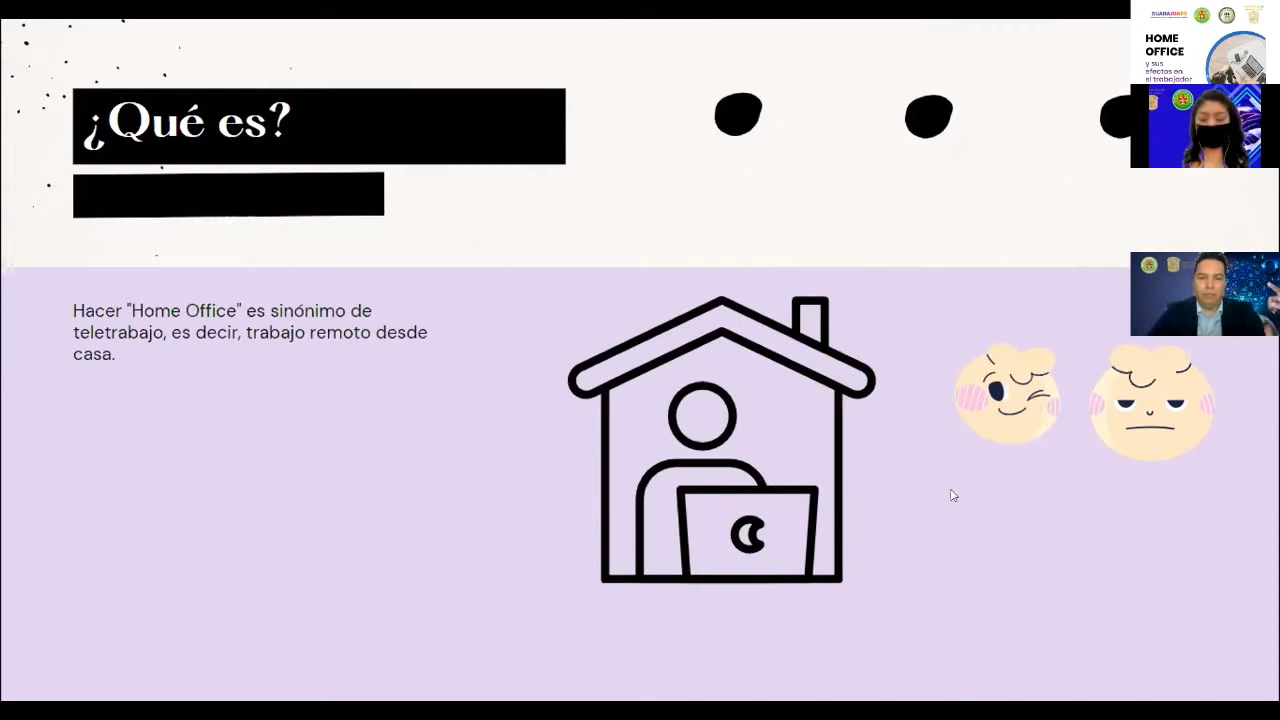 ¿Qué es?
Hacer "Home Office" es sinónimo de
teletrabajo, es decir, trabajo remoto desde
casa.
GUANAJUATO
HOME
OFFICE
y sus
efectos en
el trabajador